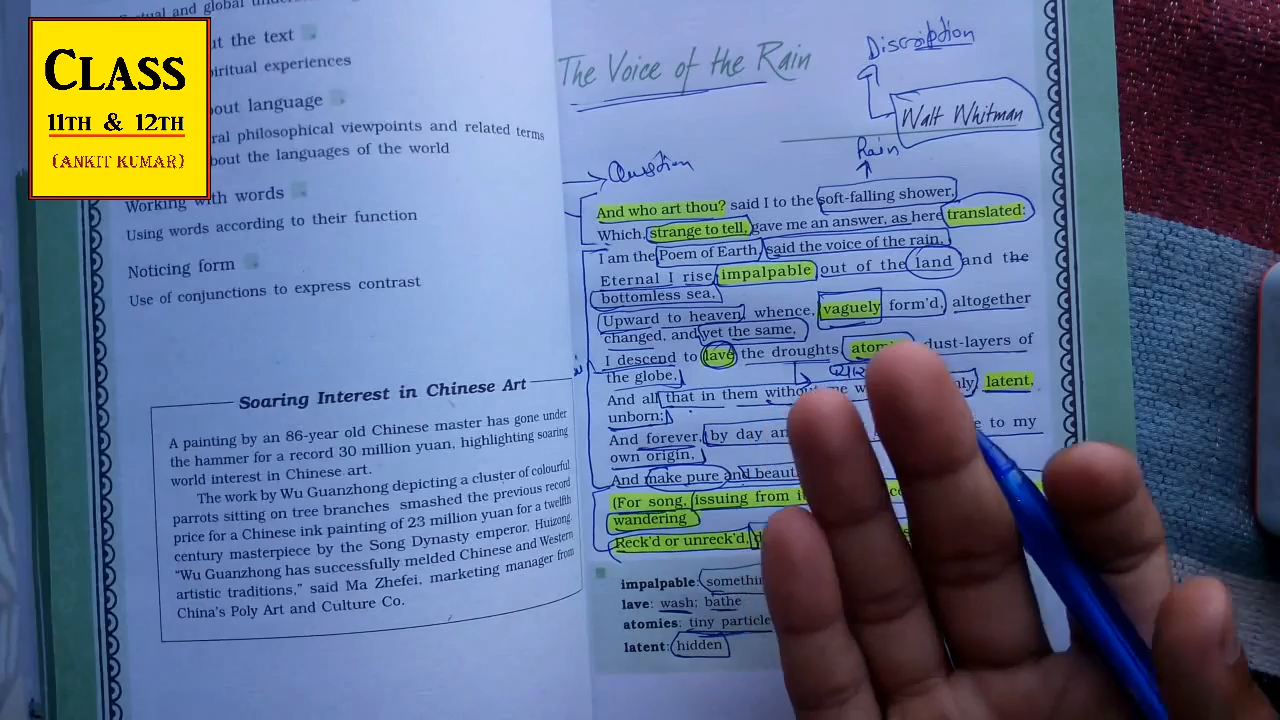 CLASS
11TH & 12TH
(ANKIT KUMAR)
and global
ut the text
iritual experiences
bout language
ral philosophical viewpoints and related terms
bout the languages of the world
Working with words
Using words according to their function
Noticing form
Use of conjunctions to express contrast
Soaring Interest in Chinese Art
A painting by an 86-year old Chinese master has gone under
the hammer for a record 30 million yuan, highlighting soaring
world interest in Chinese art.
The work by Wu Guanzhong depicting a cluster of colourful
parrots sitting on tree branches smashed the previous record
price for a Chinese ink painting of 23 million yuan for a twelfth
century masterpiece by the Song Dynasty emperor, Huizong.
“Wu Guanzhong has successfully melded Chinese and Western
artistic traditions,” said Ma Zhefei, marketing manager from
China's Poly Art and Culture Co.
The Voice of the Rain
Discription
Walt Whitman
Rain
Question
And who art thou? said I to the soft-falling shower,
Which, strange to tell, gave me an answer, as here translated:
I am the Poem of Earth, said the voice of the rain,
Eternal I rise impalpable out of the land and the
bottomless sea,
Upward to heaven, whence, vaguely form'd, altogether
changed, and yet the same,
I descend to lave the droughts, dust-layers of
the globe,
And all that in them without latent,
unborn;
And forever, by day to my
own origin,
And make pure and
(For song, issuing from
wandering
Reck'd or unreck'd,
impalpable:
lave: wash; bathe
atomies: tiny particle
latent: hidden